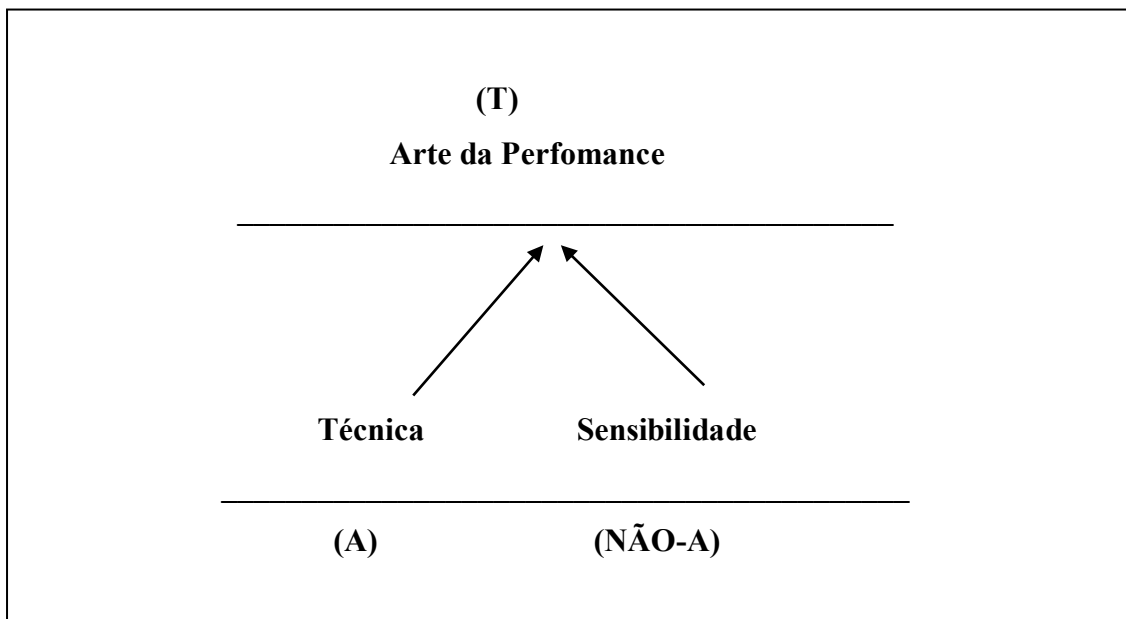 (T)
Arte da Perfomance
Técnica Sensibilidade
(A) (NÃO-A)